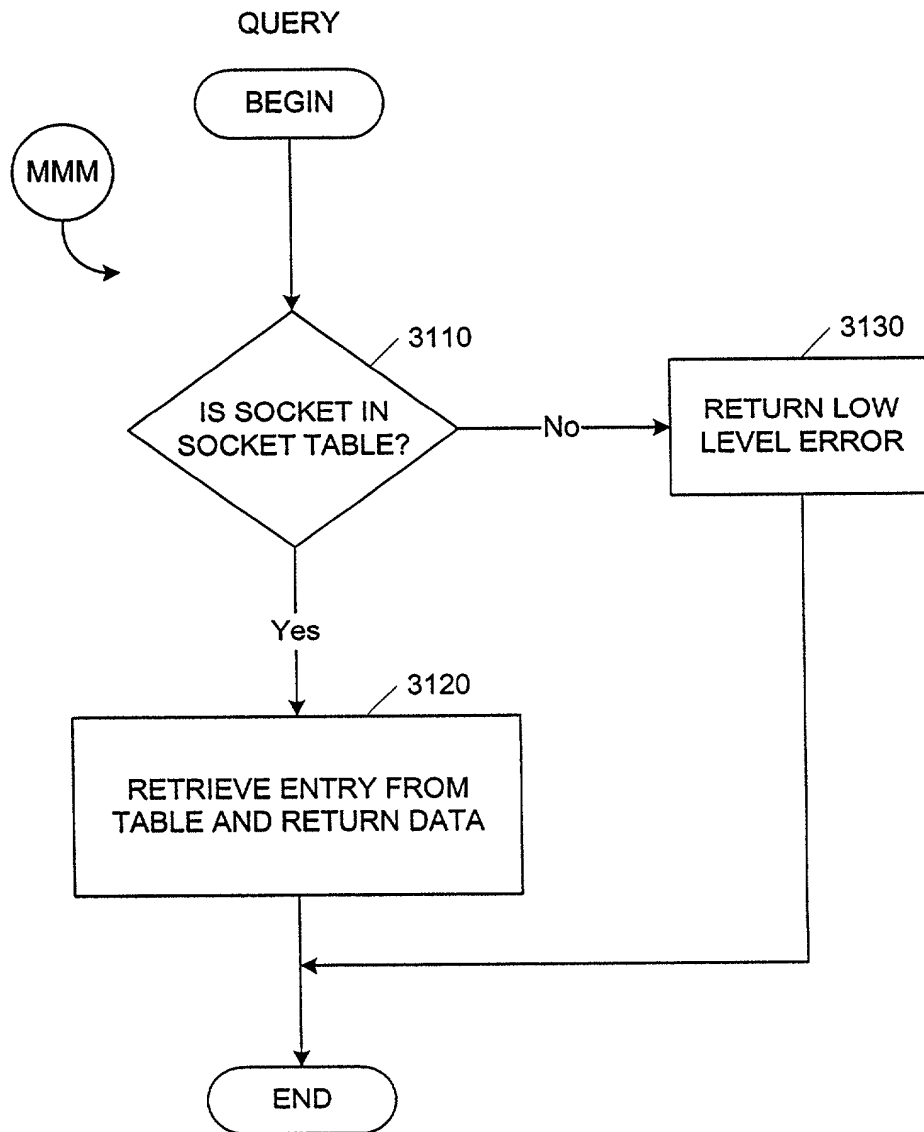 QUERY
BEGIN
MMM
3110
IS SOCKET IN
SOCKET TABLE?
No
3130
RETURN LOW
LEVEL ERROR
Yes
3120
RETRIEVE ENTRY FROM
TABLE AND RETURN DATA
END